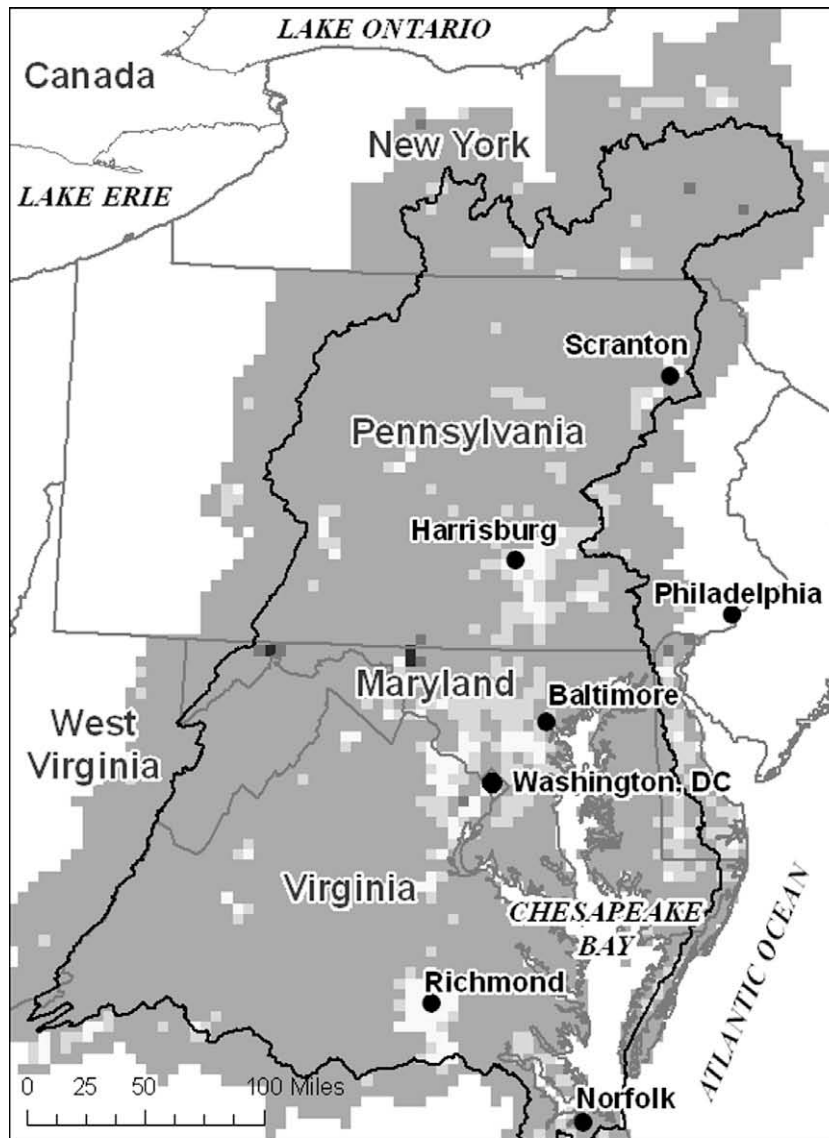 LAKE ONTARIO
Canada
New York
LAKE ERIE
Scranton
Pennsylvania
Harrisburg
Philadelphia
Maryland
Baltimore
West
Virginia
Washington, DC
Virginia
CHESAPEAKE
BAY
ATLANTIC OCEAN
Richmond
0 25 50 100 Miles
Norfolk